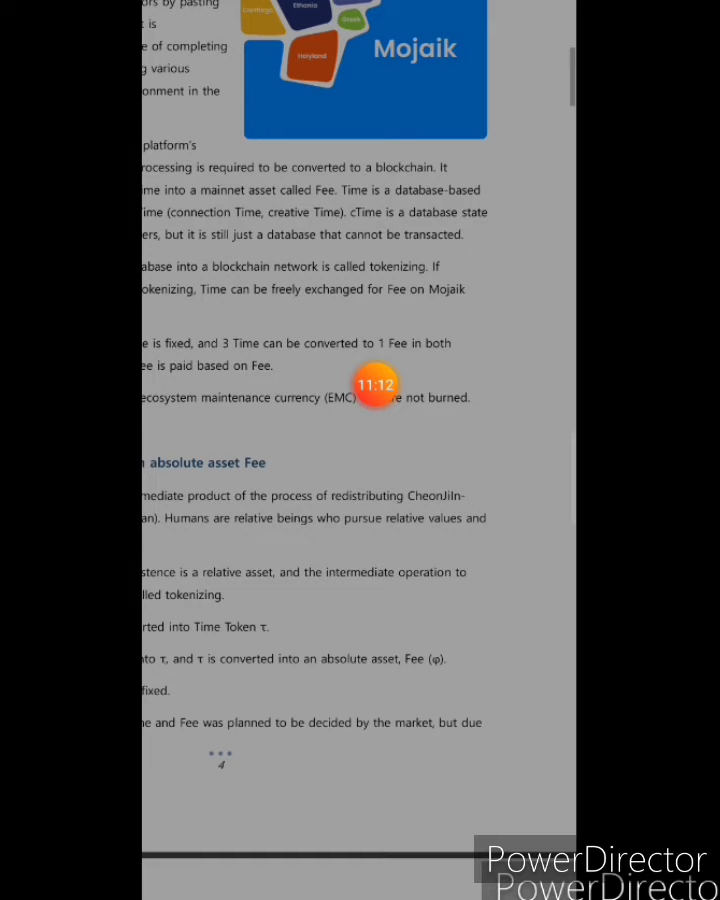 ors by pasting
t is
e of completing
g various
onment in the
Ethania
Greek
Holyland
Mojaik
platform's
rocessing is required to be converted to a blockchain. It
ime into a mainnet asset called Fee. Time is a database-based
Time (connection Time, creative Time). cTime is a database state
ers, but it is still just a database that cannot be transacted.
abase into a blockchain network is called tokenizing. If
okenizing, Time can be freely exchanged for Fee on Mojaik
e is fixed, and 3 Time can be converted to 1 Fee in both
ee is paid based on Fee.
11:12
ecosystem maintenance currency (EMC) re not burned.
absolute asset Fee
mediate product of the process of redistributing CheonJiIn-
an). Humans are relative beings who pursue relative values and
stence is a relative asset, and the intermediate operation to
lled tokenizing.
rted into Time Token τ.
nto τ, and τ is converted into an absolute asset, Fee (φ).
fixed.
ne and Fee was planned to be decided by the market, but due
4
PowerDirector
PowerDirecto